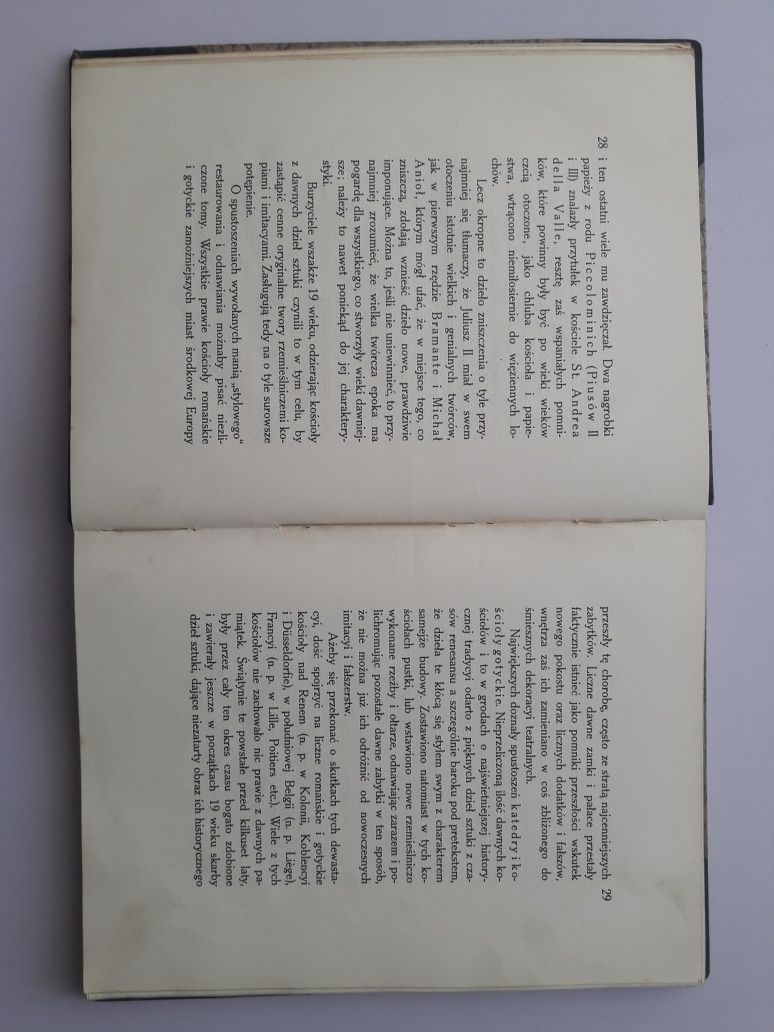 28
i ten ostatni wiele mu zawdzięczał. Dwa nagrobki
papieży z rodu Piccolominich (Piusów II
i III) znalazły przytułek w kościele St. Andrea
della Valle, resztę zaś wspaniałych pomni-
ków, które powinny były być po wieki wieków
czcią otoczone, jako chluba kościoła i papie-
stwa, wtrącono niemiłosiernie do więziennych lo-
chów.
Lecz okropne to dzieło zniszczenia o tyle przy-
najmniej się tłumaczy, że Juliusz II miał w swem
otoczeniu istotnie wielkich i genialnych twórców,
jak w pierwszym rzędzie Bramante i Michał
Anioł, którym mógł ufać, że w miejsce tego, co
zniszczą, zdołają wznieść dzieło nowe, prawdziwie
imponujące. Można to, jeśli nie uniewinnieć, to przy-
najmniej zrozumieć, że wielka twórcza epoka ma
pogardę dla wszystkiego, co stworzyły wieki dawniej-
sze; należy to nawet poniekąd do jej charaktery-
styki.
Burzyciele wszakże 19 wieku, odzierając kościoły
z dawnych dzieł sztuki czynili to w tym celu, by
zastąpić cenne oryginalne twory rzemieślniczemi ko-
piami i imitacyami. Zasługują tedy na o tyle surowsze
potępienie.
O spustoszeniach wywołanych manią „stylowego“
restaurowania i odnawiania możnaby pisać niezli-
czone tomy. Wszystkie prawie kościoły romańskie
i gotyckie zamożniejszych miast środkowej Europy
29
przeszły tę chorobę, często ze stratą najcenniejszych
zabytków. Liczne dawne zamki i pałace przestały
faktycznie istnieć jako pomniki przeszłości wskutek
nowego pokostu oraz licznych dodatków i fałszów,
wnętrza zaś ich zamieniano w coś zbliżonego do
śmiesznych dekoracyi teatralnych.
Największych doznały spustoszeń katedry i ko-
ścioły gotyckie. Nieprzeliczoną ilość dawnych ko-
ściołów i to w grodach o najświetniejszej history-
cznej tradycyi odarto z pięknych dzieł sztuki z cza-
sów renesansu a szczególnie baroku pod pretekstem,
że dzieła te kłócą się stylem swym z charakterem
samejże budowy. Zostawiono natomiast w tych ko-
ściołach pustki, lub wstawiono nowe rzemieślniczo
wykonane rzeźby i ołtarze, odnawiając zarazem i po-
lichromując pozostałe dawne zabytki w ten sposób,
że nie można już ich odróżnić od nowoczesnych
imitacyi i fałszerstw.
Ażeby się przekonać o skutkach tych dewasta-
cyi, dość spojrzyć na liczne romańskie i gotyckie
kościoły nad Renem (n. p. w Kolonii, Koblencyi
i Düsseldorfie), w południowej Belgii (n. p. Liège),
Francyi (n. p. w Lille, Poitiers etc.). Wiele z tych
kościołów nie zachowało nic prawie z dawnych pa-
miątek. Świątynie te powstałe przed kilkuset laty,
były przez cały ten okres czasu bogato zdobione
i zawierały jeszcze w początkach 19 wieku skarby
dzieł sztuki, dające niezatarty obraz ich historycznego